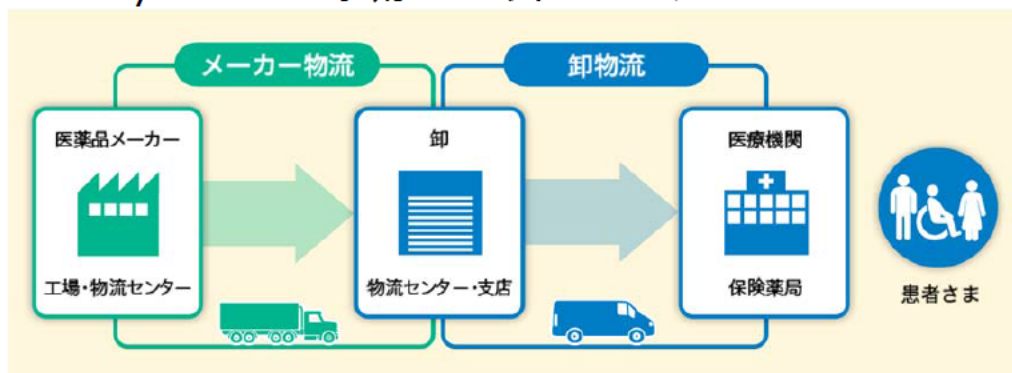 メーカー物流
卸物流
医薬品メーカー
工場・物流センター
卸
物流センター・支店
医療機関
保険薬局
患者さま